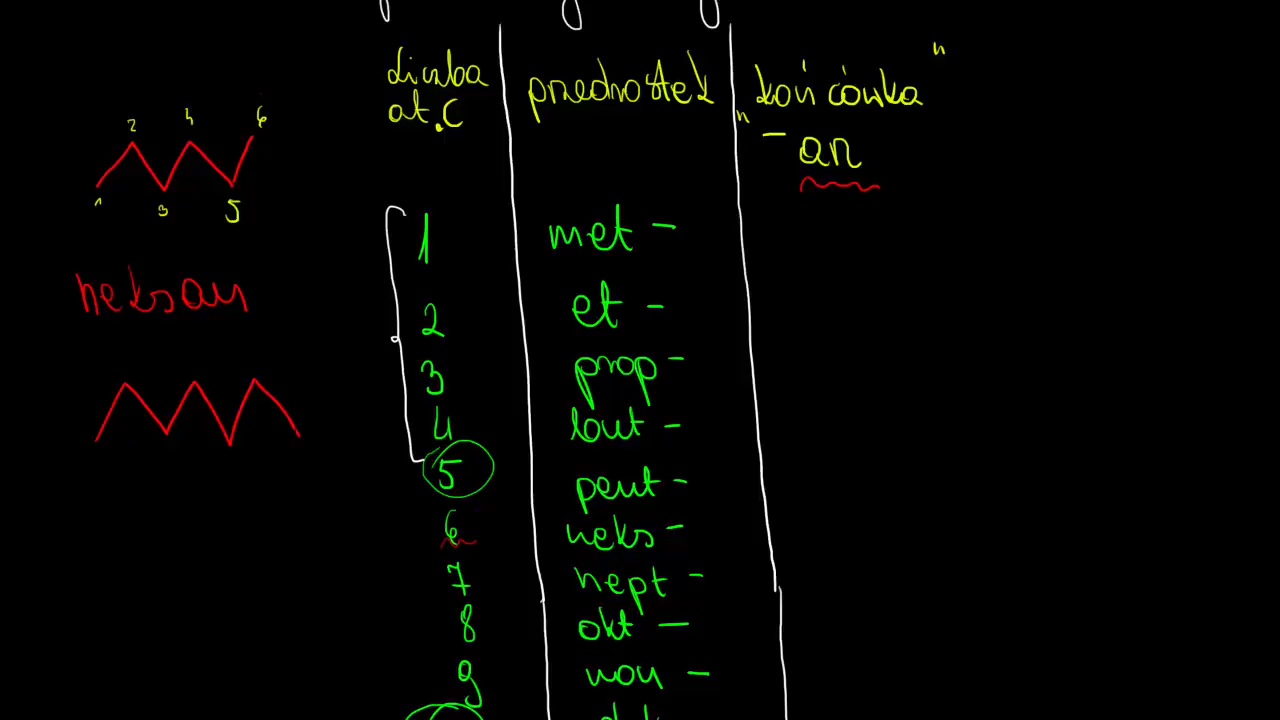 liczba przedrostek "końcówka"
at. C - an
2 4 6
1 3 5
1 met -
2 et -
heksan
3 prop -
4 but -
5 pent -
6 heks -
7 hept -
8 okt -
9 non -